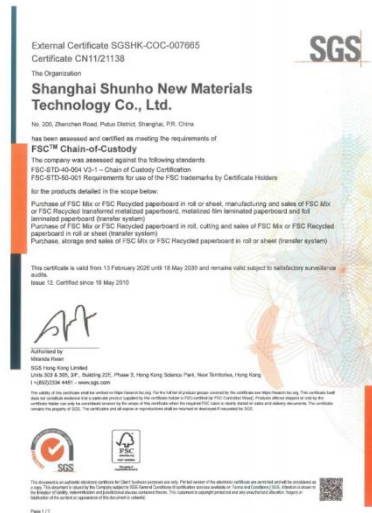 External Certificate SGSHK-COC-007665
Certificate CN11/21138
SGS
The Organization
Shanghai Shunho New Materials
Technology Co., Ltd.
No. 200, Zhenchen Road, Putuo District, Shanghai, P.R. China
has been assessed and certified as meeting the requirements of
FSC™ Chain-of-Custody
The company was assessed against the following standards
FSC-STD-40-004 V3-1 – Chain of Custody Certification
FSC-STD-50-001 Requirements for use of the FSC trademarks by Certificate Holders
for the products detailed in the scope below:
Purchase of FSC Mix or FSC Recycled paperboard in roll or sheet, manufacturing and sales of FSC Mix
or FSC Recycled transferred metalized paperboard, metalized film laminated paperboard and foil
laminated paperboard (transfer system)
Purchase of FSC Mix or FSC Recycled paperboard in roll, cutting and sales of FSC Mix or FSC Recycled
paperboard in roll or sheet (transfer system)
Purchase, storage and sales of FSC Mix or FSC Recycled paperboard in roll or sheet (transfer system)
This certificate is valid from 13 February 2026 until 18 May 2030 and remains valid subject to satisfactory surveillance
audits.
Issue 12. Certified since 19 May 2010
Authorised by
Miranda Kwan
SGS Hong Kong Limited
Units 303 & 305, 3/F, Building 22E, Phase 3, Hong Kong Science Park, New Territories, Hong Kong
t +(852)2334 4481 - www.sgs.com
SGS
FSC
Page 1 / 1